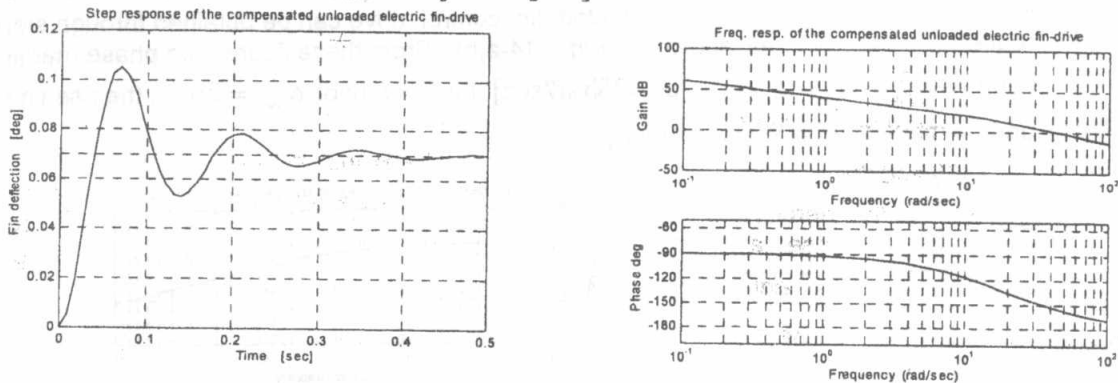 Step response of the compensated unloaded electric fin-drive
phase
0.12
0.1
0.08
0.06
0.04
0.02
0
Fin deflection [deg]
0 0.1 0.2 0.3 0.4 0.5
Time [sec]
Freq. resp. of the compensated unloaded electric fin-drive
100
50
0
-50
Gain dB
10-1 100 101 102
Frequency (rad/sec)
-60
-90
-120
-150
-180
Phase deg
10-1 100 101 102
Frequency (rad/sec)